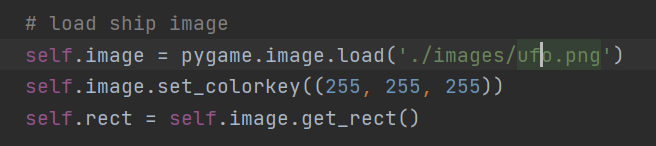 # load ship image
self.image = pygame.image.load('./images/ufo.png')
self.image.set_colorkey((255, 255, 255))
self.rect = self.image.get_rect()